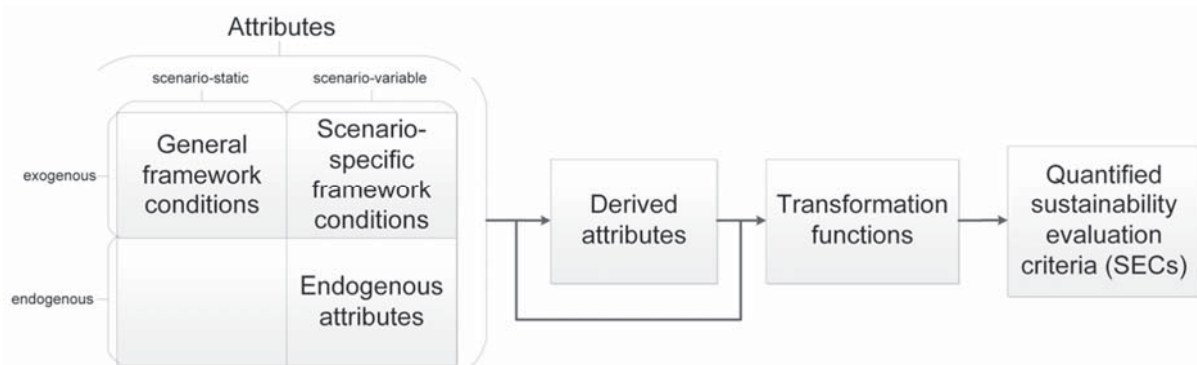 Attributes
scenario-static
scenario-variable
exogenous
General
framework
conditions
Scenario-
specific
framework
conditions
endogenous
Endogenous
attributes
Derived
attributes
Transformation
functions
Quantified
sustainability
evaluation
criteria (SECs)